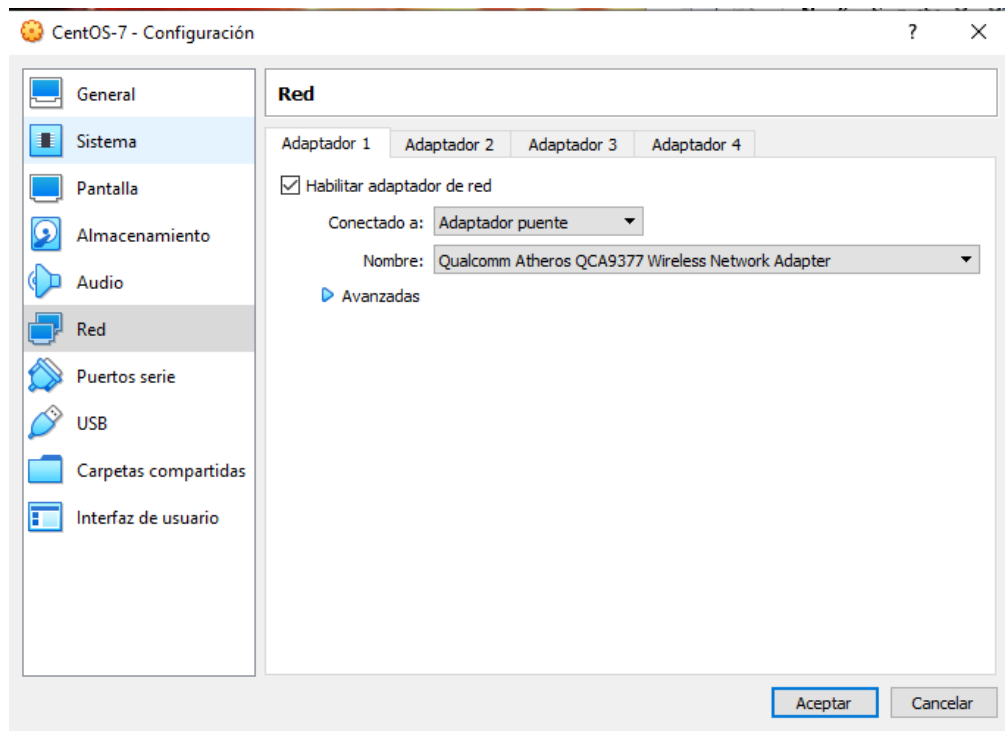 CentOS-7 - Configuración
?
General
Sistema
Pantalla
Almacenamiento
Audio
Red
Puertos serie
USB
Carpetas compartidas
Interfaz de usuario
Red
Adaptador 1 Adaptador 2 Adaptador 3 Adaptador 4
Habilitar adaptador de red
Conectado a: Adaptador puente
Nombre: Qualcomm Atheros QCA9377 Wireless Network Adapter
Avanzadas
Aceptar Cancelar